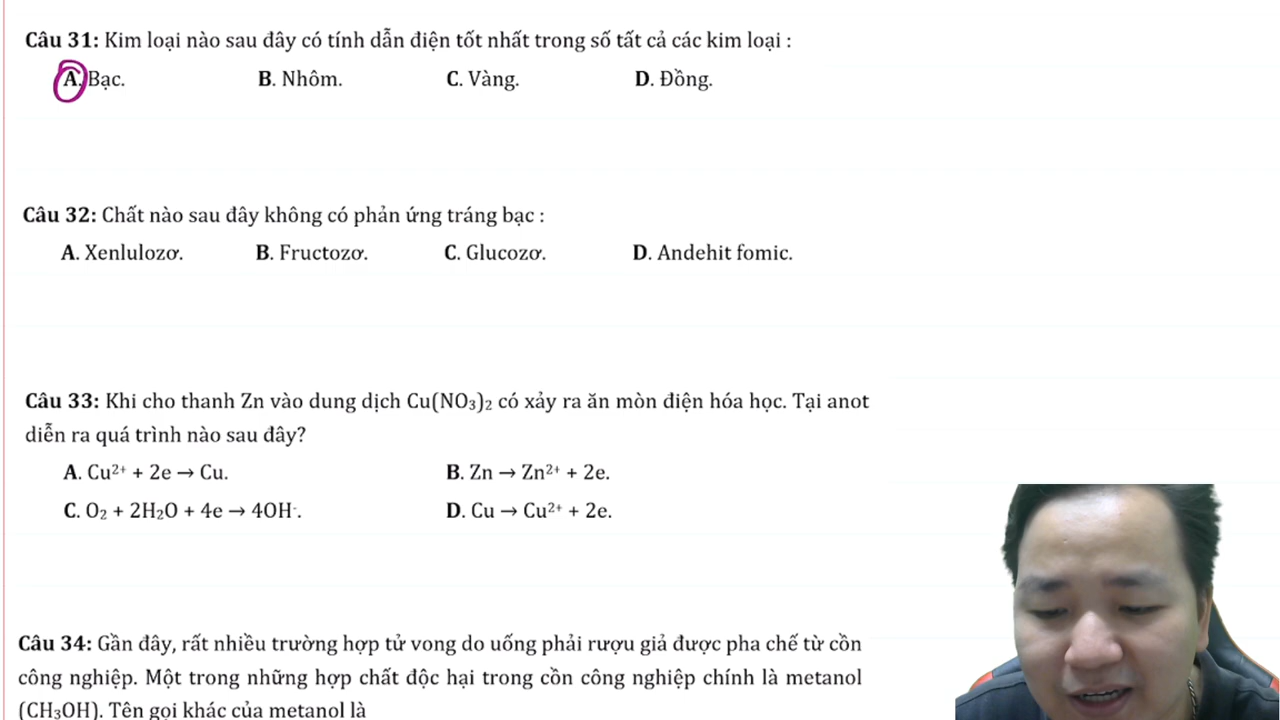 Câu 31: Kim loại nào sau đây có tính dẫn điện tốt nhất trong số tất cả các kim loại :
A. Bạc. B. Nhôm. C. Vàng. D. Đồng.
Câu 32: Chất nào sau đây không có phản ứng tráng bạc :
A. Xenlulozơ. B. Fructozơ. C. Glucozơ. D. Andehit fomic.
Câu 33: Khi cho thanh Zn vào dung dịch Cu(NO₃)₂ có xảy ra ăn mòn điện hóa học. Tại anot
diễn ra quá trình nào sau đây?
A. Cu²⁺ + 2e → Cu. B. Zn → Zn²⁺ + 2e.
C. O₂ + 2H₂O + 4e → 4OH⁻. D. Cu → Cu²⁺ + 2e.
Câu 34: Gần đây, rất nhiều trường hợp tử vong do uống phải rượu giả được pha chế từ cồn
công nghiệp. Một trong những hợp chất độc hại trong cồn công nghiệp chính là metanol
(CH₃OH). Tên gọi khác của metanol là